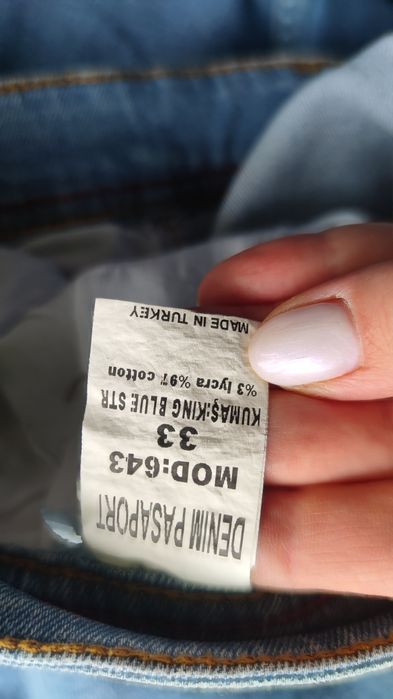 DENIM PASAPORT
MOD:643
33
KUMAŞ:KING BLUE STR
%3 lycra %97 cotton
MADE IN TURKEY